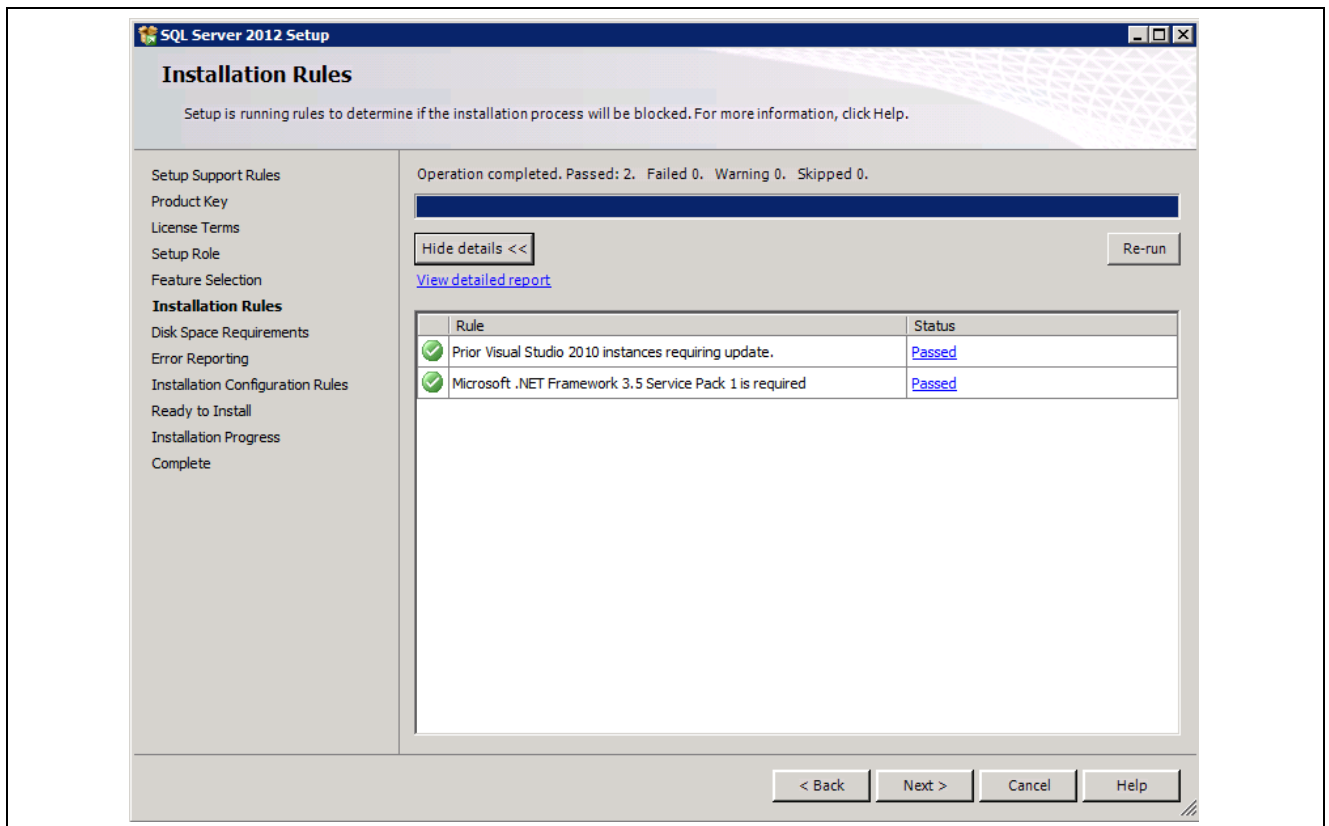 SQL Server 2012 Setup
Installation Rules
Setup is running rules to determine if the installation process will be blocked. For more information, click Help.
Setup Support Rules
Product Key
License Terms
Setup Role
Feature Selection
Installation Rules
Disk Space Requirements
Error Reporting
Installation Configuration Rules
Ready to Install
Installation Progress
Complete
Operation completed. Passed: 2. Failed 0. Warning 0. Skipped 0.
Hide details <<
Re-run
View detailed report
Rule Status
Prior Visual Studio 2010 instances requiring update. Passed
Microsoft .NET Framework 3.5 Service Pack 1 is required Passed
< Back Next > Cancel Help